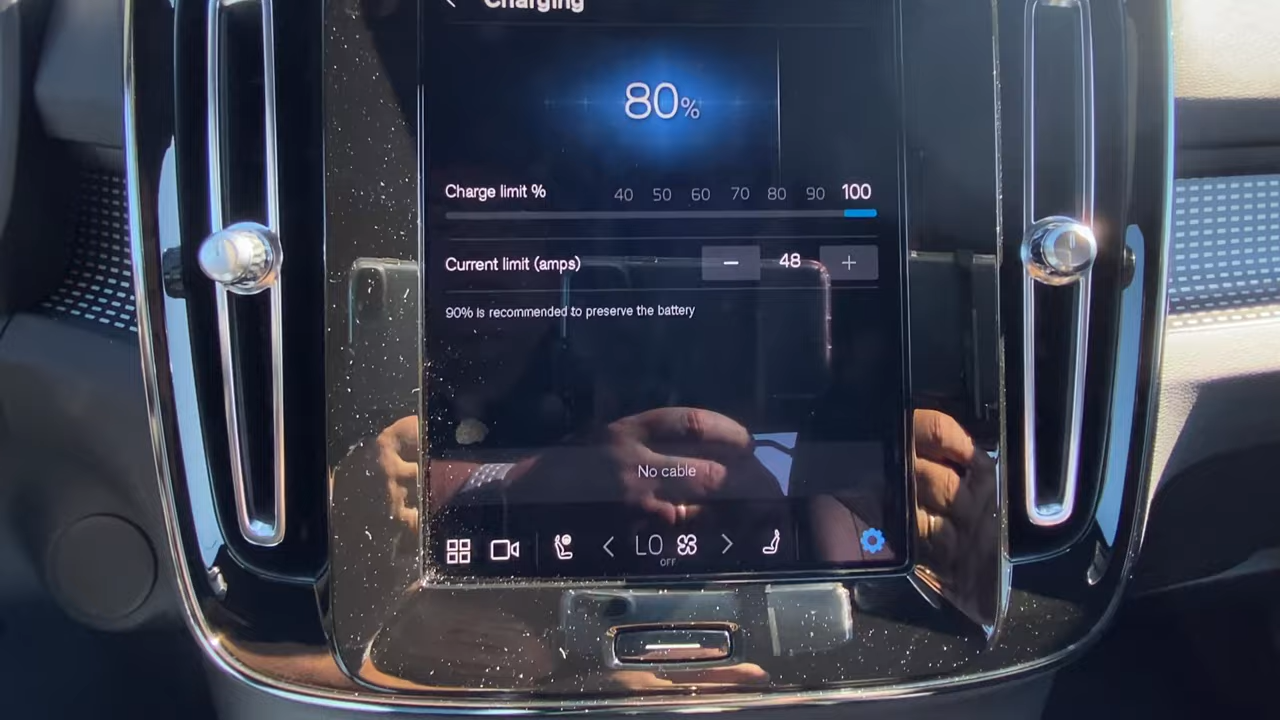 Charging
80%
Charge limit % 40 50 60 70 80 90 100
Current limit (amps) − 48 +
90% is recommended to preserve the battery
No cable
LO
OFF